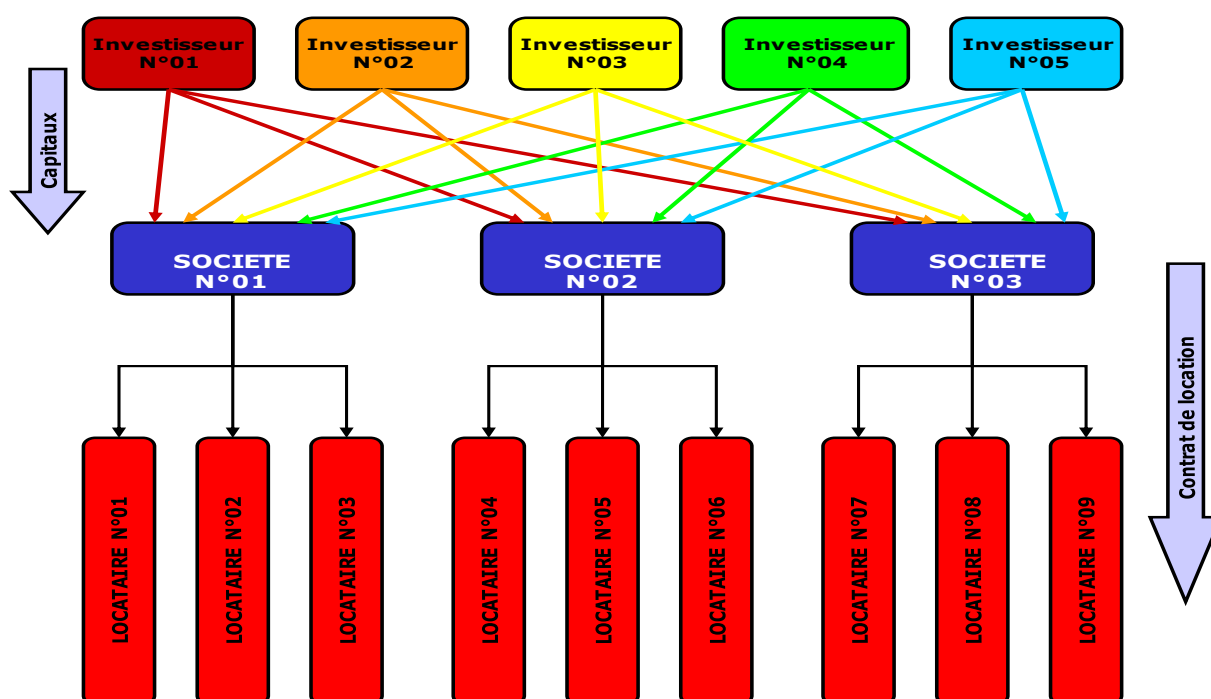 Investisseur
N°01
Investisseur
N°02
Investisseur
N°03
Investisseur
N°04
Investisseur
N°05
Capitaux
SOCIETE
N°01
SOCIETE
N°02
SOCIETE
N°03
Contrat de location
LOCATAIRE N°01
LOCATAIRE N°02
LOCATAIRE N°03
LOCATAIRE N°04
LOCATAIRE N°05
LOCATAIRE N°06
LOCATAIRE N°07
LOCATAIRE N°08
LOCATAIRE N°09